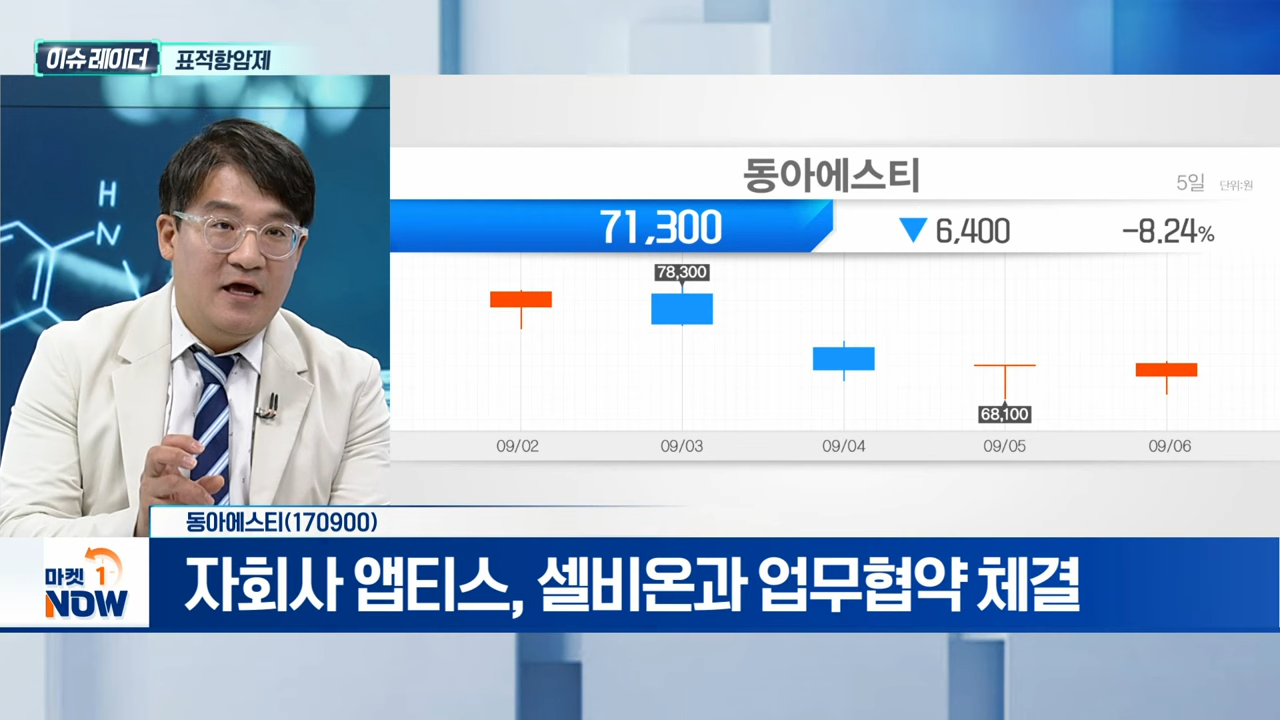 이슈 레이더 표적항암제
동아에스티
5일 단위:원
71,300 ▼ 6,400 -8.24%
78,300
68,100
09/02 09/03 09/04 09/05 09/06
H
N
동아에스티(170900)
마켓 1
NOW
자회사 앱티스, 셀비온과 업무협약 체결